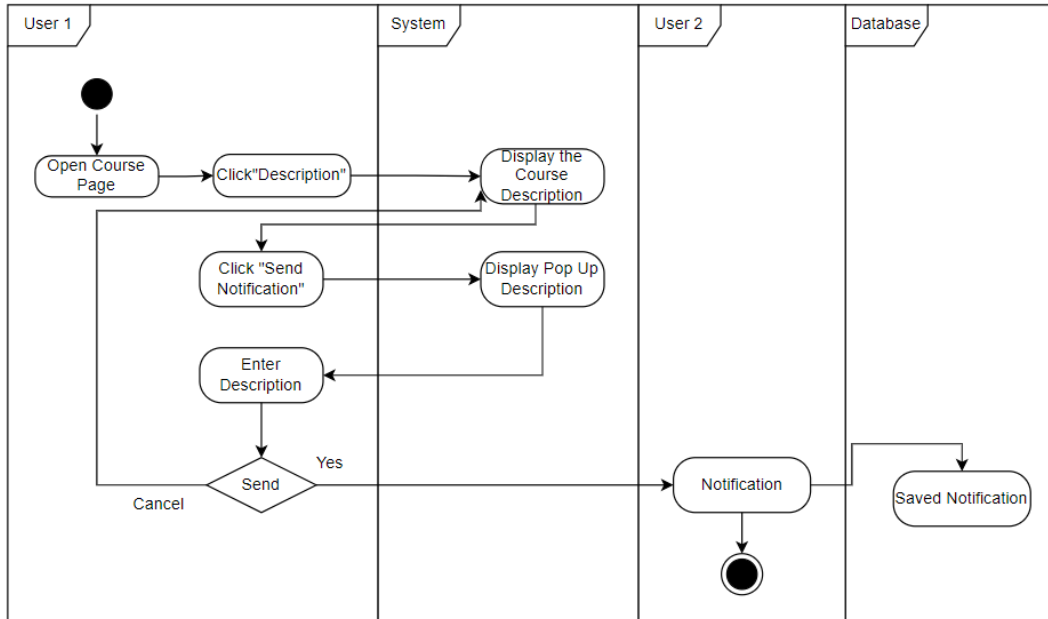 User 1
System
User 2
Database
Open Course
Page
Click"Description"
Display the
Course
Description
Click "Send
Notification"
Display Pop Up
Description
Enter
Description
Send
Yes
Cancel
Notification
Saved Notification